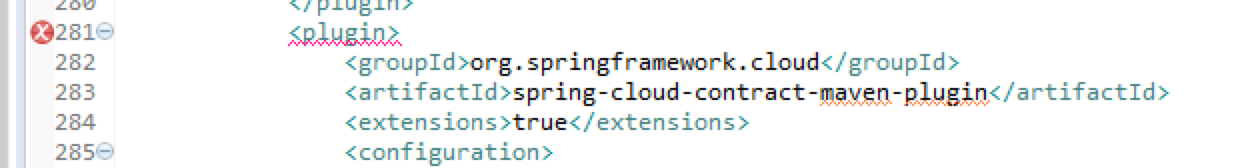 280 </plugin>
281 <plugin>
282 <groupId>org.springframework.cloud</groupId>
283 <artifactId>spring-cloud-contract-maven-plugin</artifactId>
284 <extensions>true</extensions>
285 <configuration>